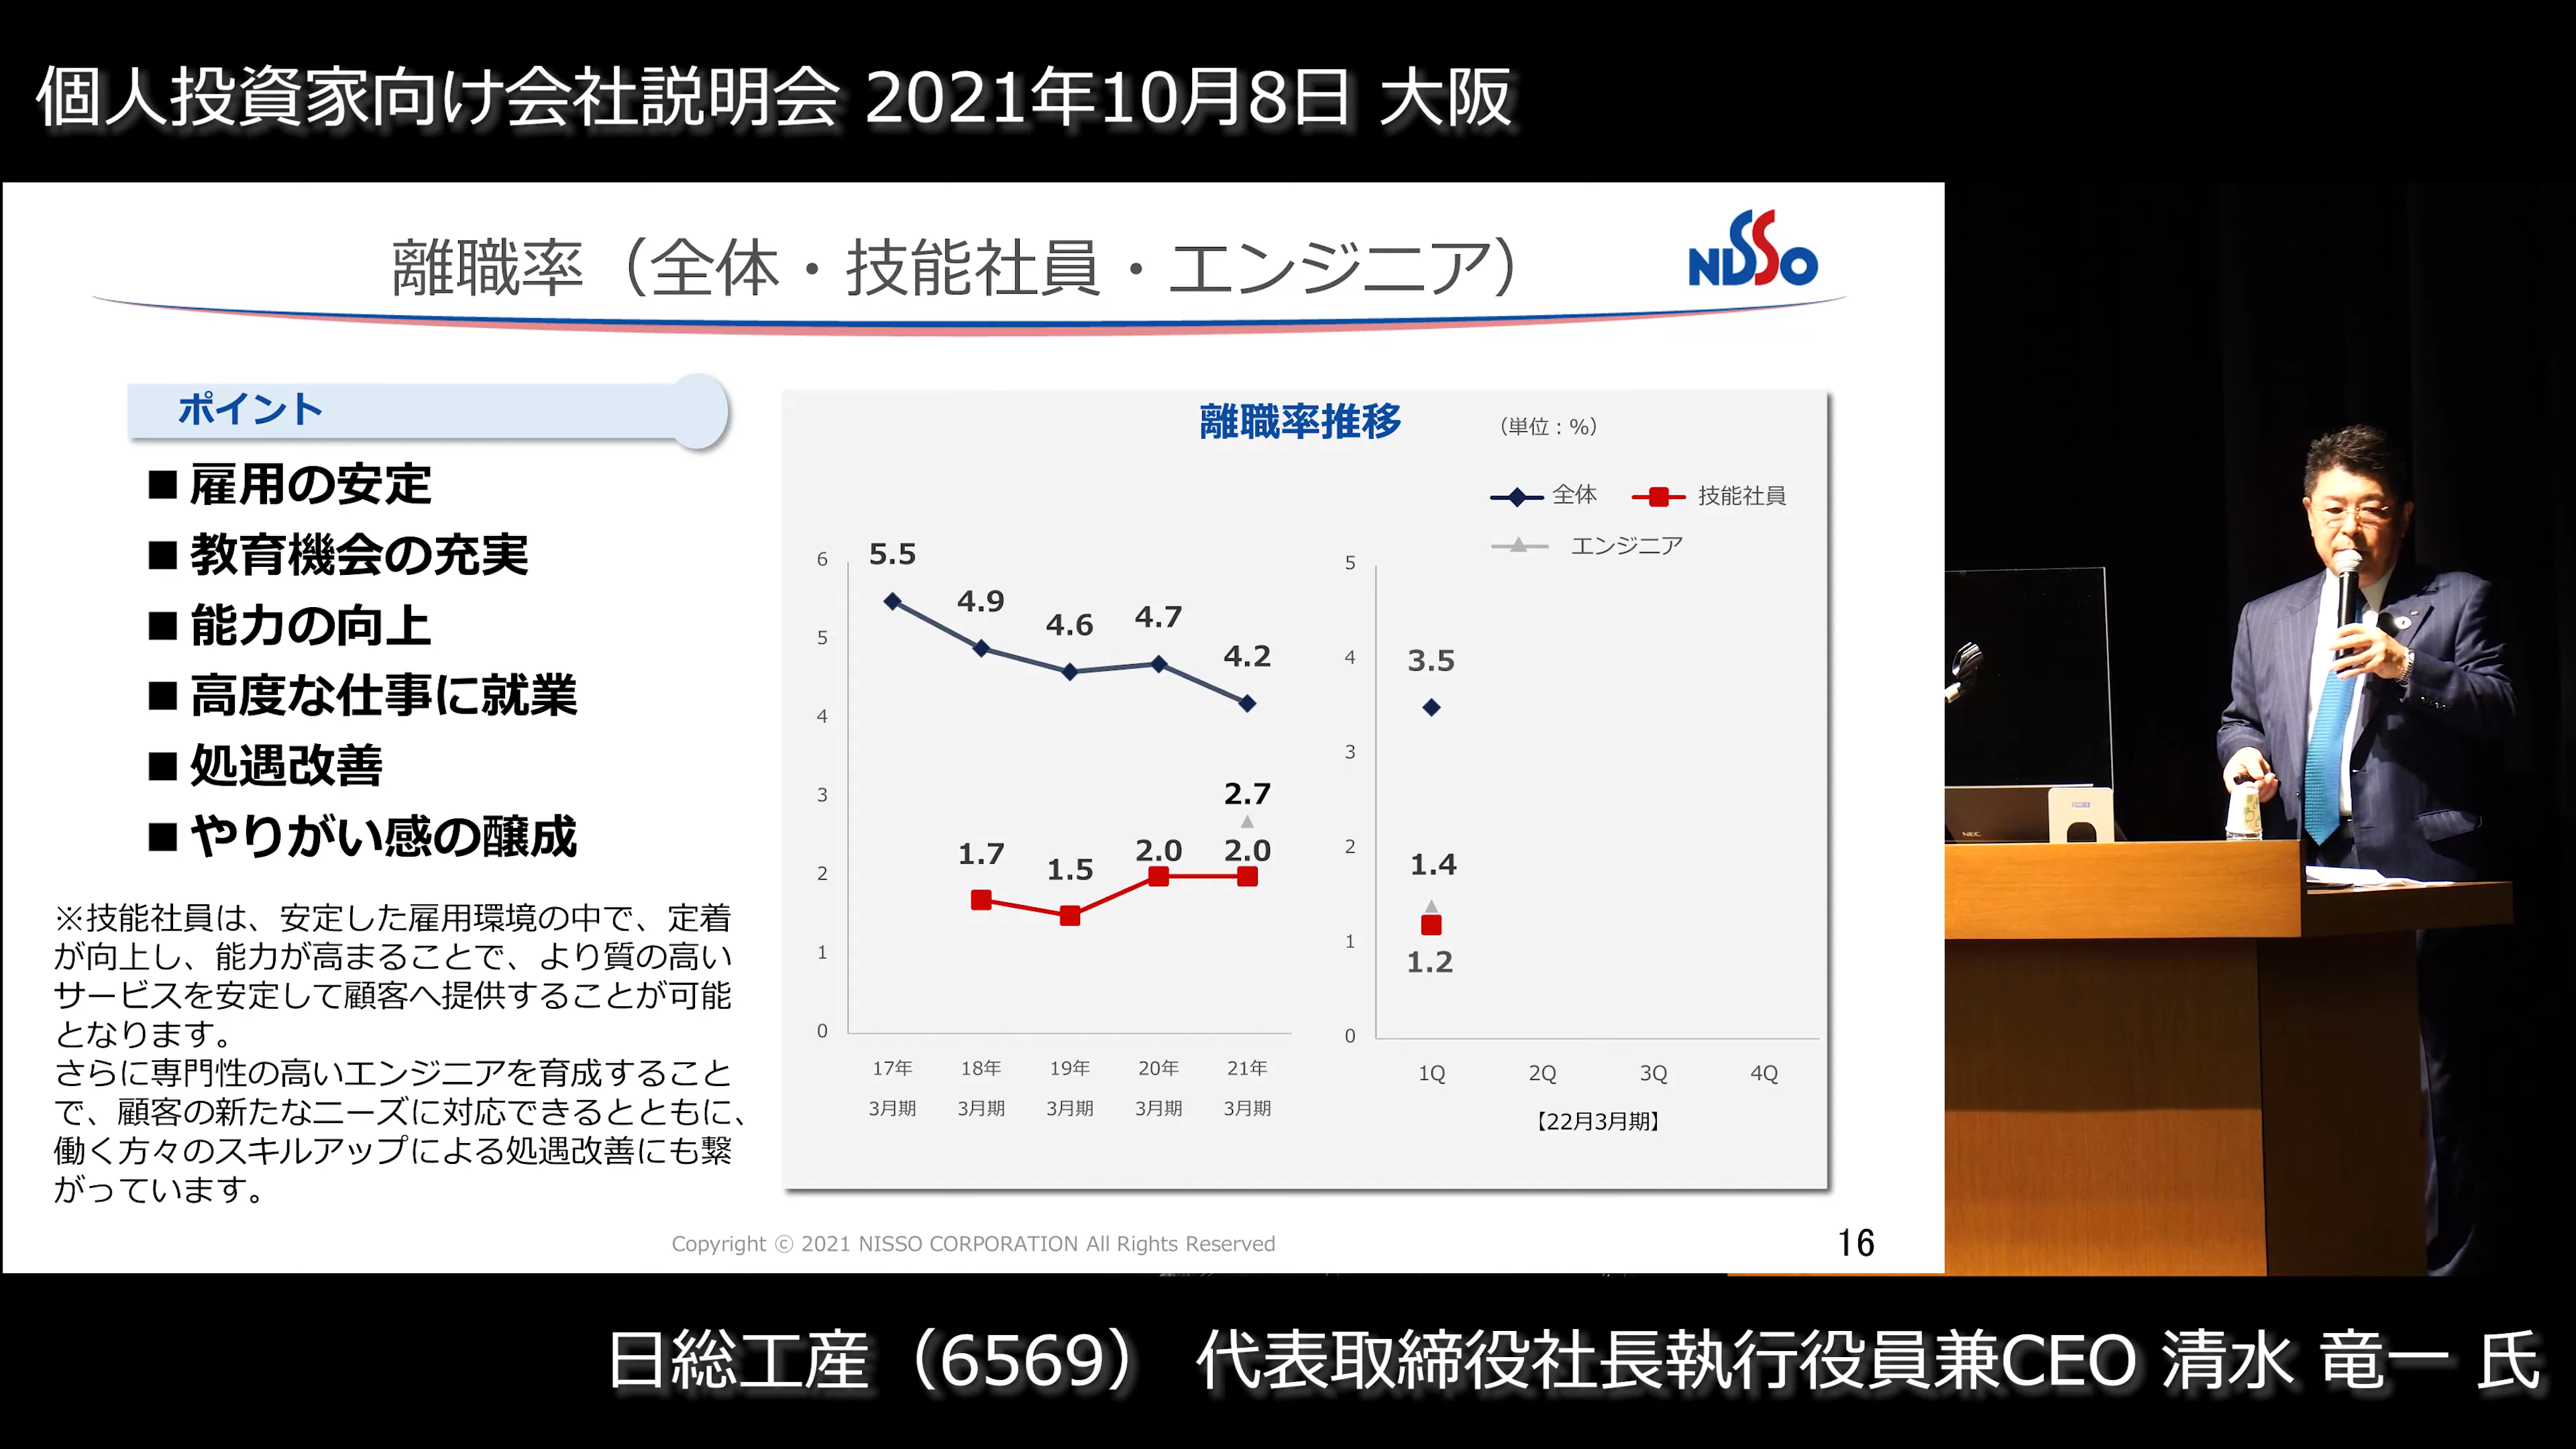 個人投資家向け会社説明会 2021年10月8日 大阪
離職率（全体・技能社員・エンジニア）
NISSO
ポイント
■ 雇用の安定
■ 教育機会の充実
■ 能力の向上
■ 高度な仕事に就業
■ 処遇改善
■ やりがい感の醸成
※技能社員は、安定した雇用環境の中で、定着
が向上し、能力が高まることで、より質の高い
サービスを安定して顧客へ提供することが可能
となります。
さらに専門性の高いエンジニアを育成すること
で、顧客の新たなニーズに対応できるとともに、
働く方々のスキルアップによる処遇改善にも繋
がっています。
離職率推移 （単位：%）
全体 技能社員
エンジニア
6
5
4
3
2
1
0
5.5
4.9
4.6
4.7
4.2
2.7
1.7
1.5
2.0
2.0
17年 18年 19年 20年 21年
3月期 3月期 3月期 3月期 3月期
5
4
3
2
1
0
3.5
1.4
1.2
1Q 2Q 3Q 4Q
【22月3月期】
Copyright © 2021 NISSO CORPORATION All Rights Reserved
16
NEC
日総工産（6569） 代表取締役社長執行役員兼CEO 清水 竜一 氏